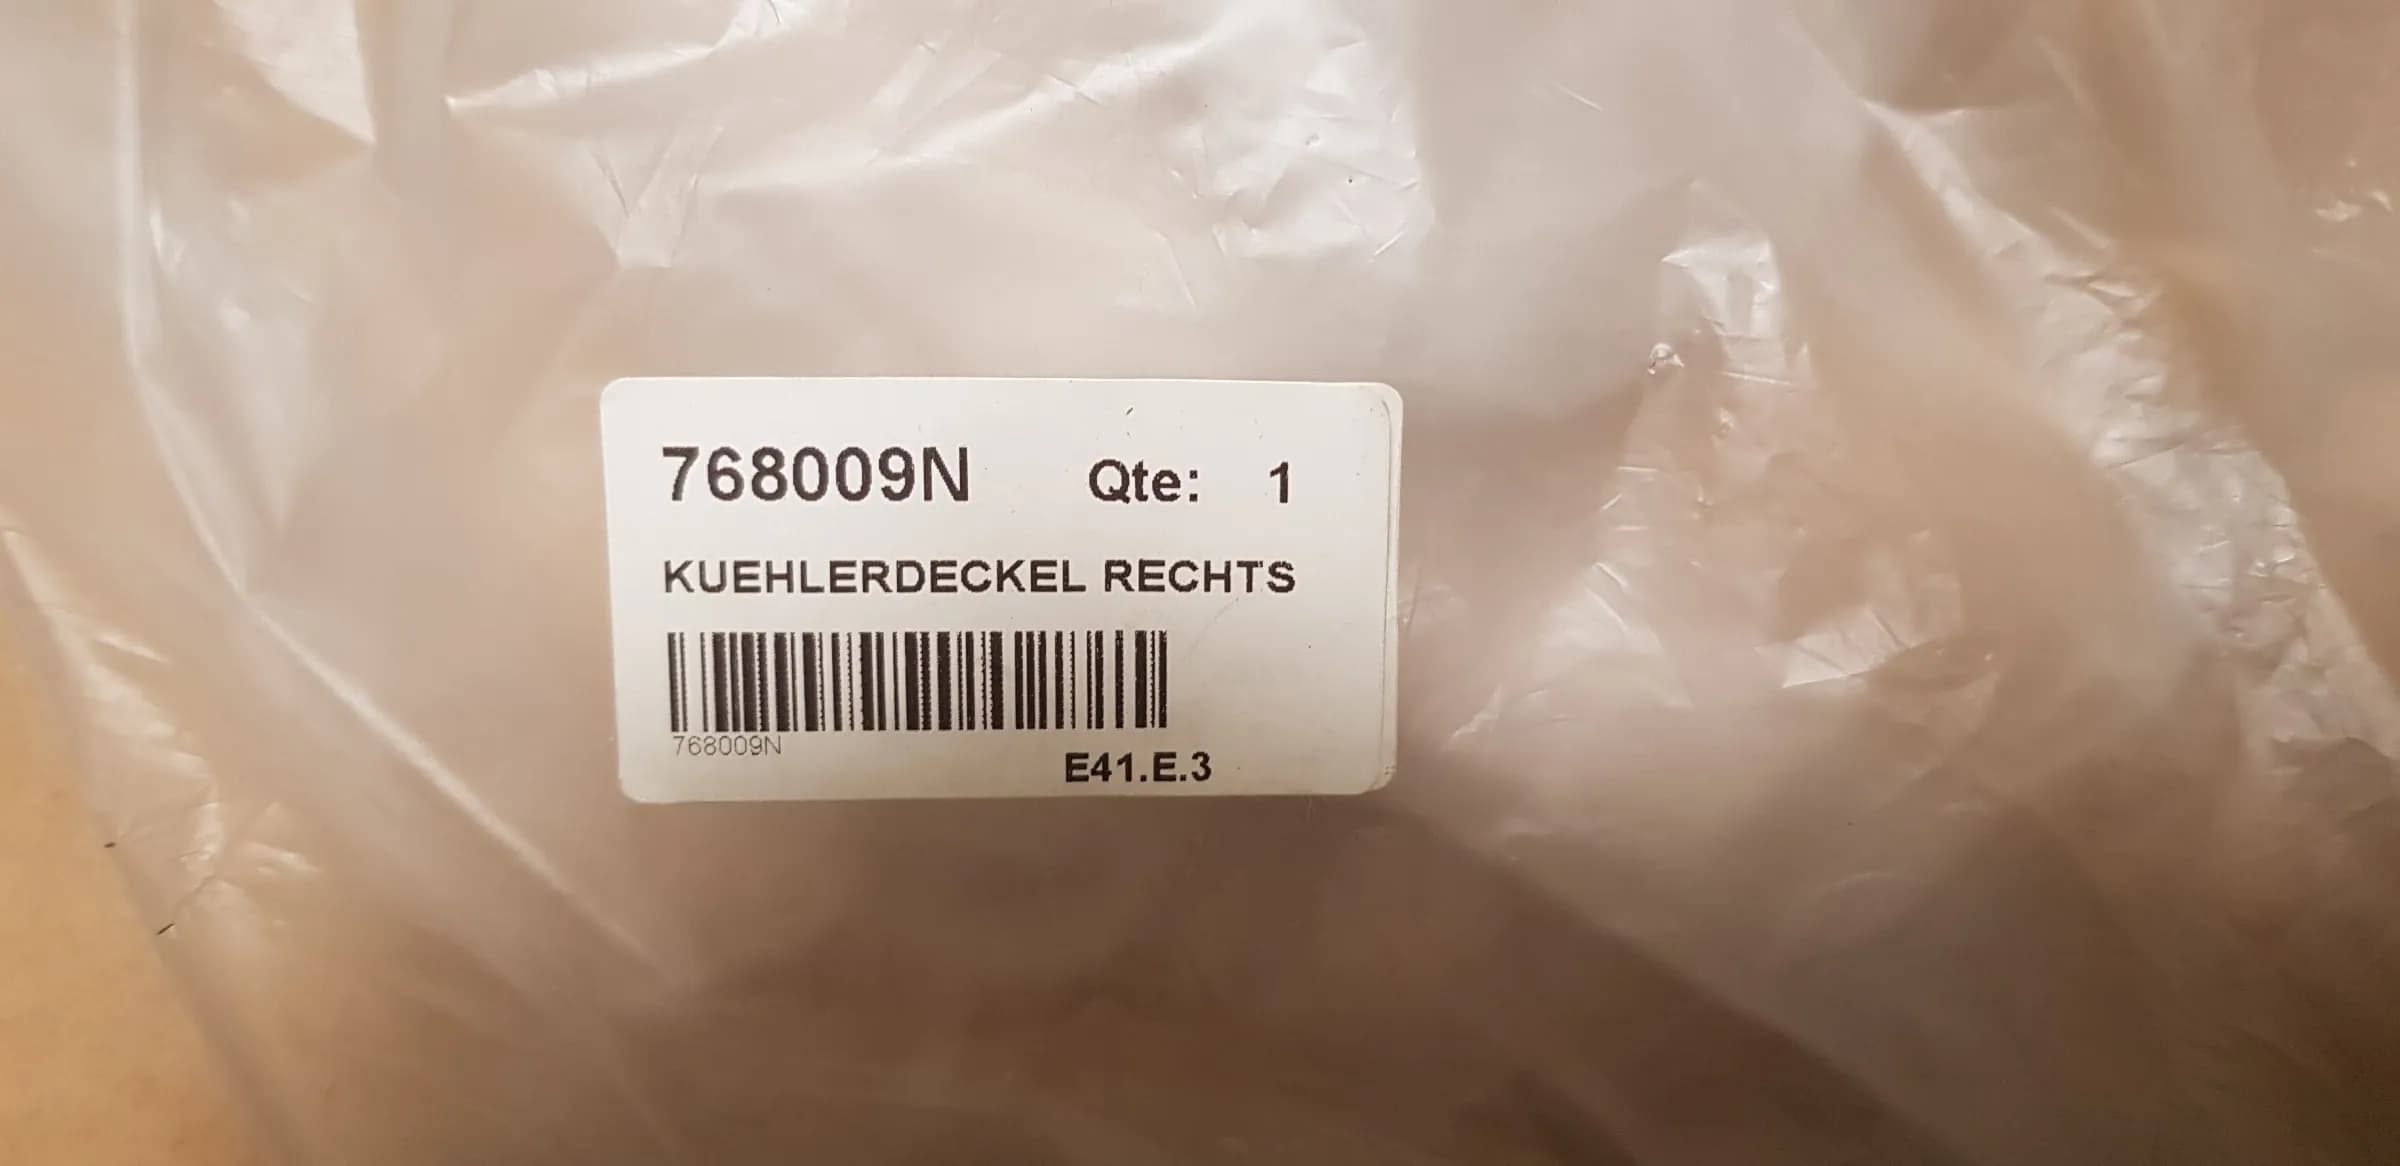 768009N Qte: 1
KUEHLERDECKEL RECHTS
768009N
E41.E.3